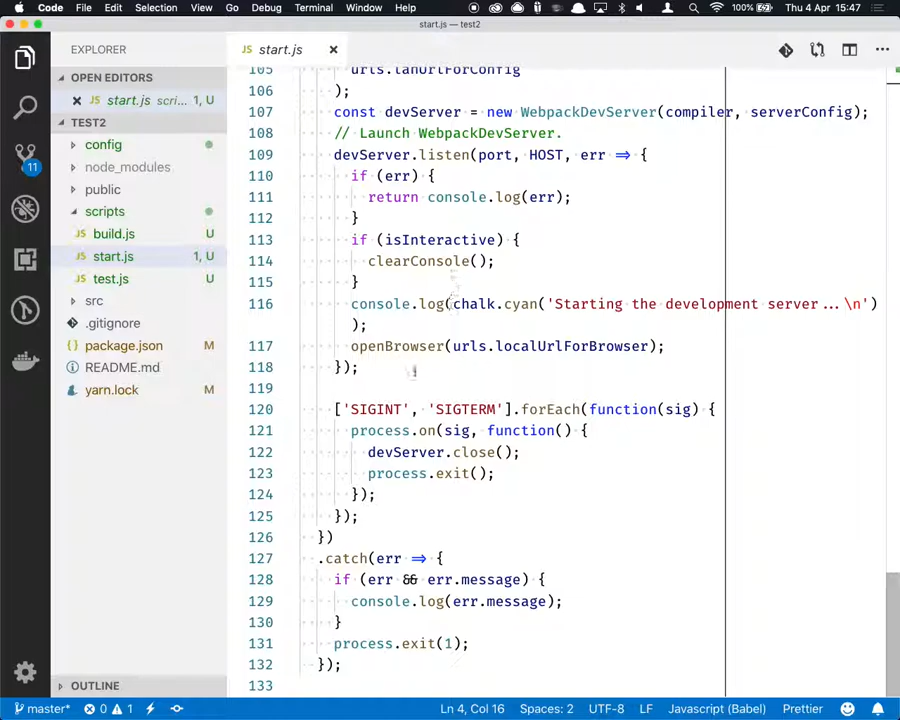 Code File Edit Selection View Go Debug Terminal Window Help 100% Thu 4 Apr 15:47
start.js — test2
EXPLORER
JS start.js ×
OPEN EDITORS
× JS start.js scri... 1, U
TEST2
config
node_modules
public
scripts
JS build.js U
JS start.js 1, U
JS test.js U
src
.gitignore
{} package.json M
README.md
yarn.lock M
OUTLINE
11
105 urls.lanUrlForConfig
106 );
107 const devServer = new WebpackDevServer(compiler, serverConfig);
108 // Launch WebpackDevServer.
109 devServer.listen(port, HOST, err => {
110 if (err) {
111 return console.log(err);
112 }
113 if (isInteractive) {
114 clearConsole();
115 }
116 console.log(chalk.cyan('Starting the development server...\n')
);
117 openBrowser(urls.localUrlForBrowser);
118 });
119
120 ['SIGINT', 'SIGTERM'].forEach(function(sig) {
121 process.on(sig, function() {
122 devServer.close();
123 process.exit();
124 });
125 });
126 })
127 .catch(err => {
128 if (err && err.message) {
129 console.log(err.message);
130 }
131 process.exit(1);
132 });
133
master* 0 1 Ln 4, Col 16 Spaces: 2 UTF-8 LF JavaScript (Babel) Prettier